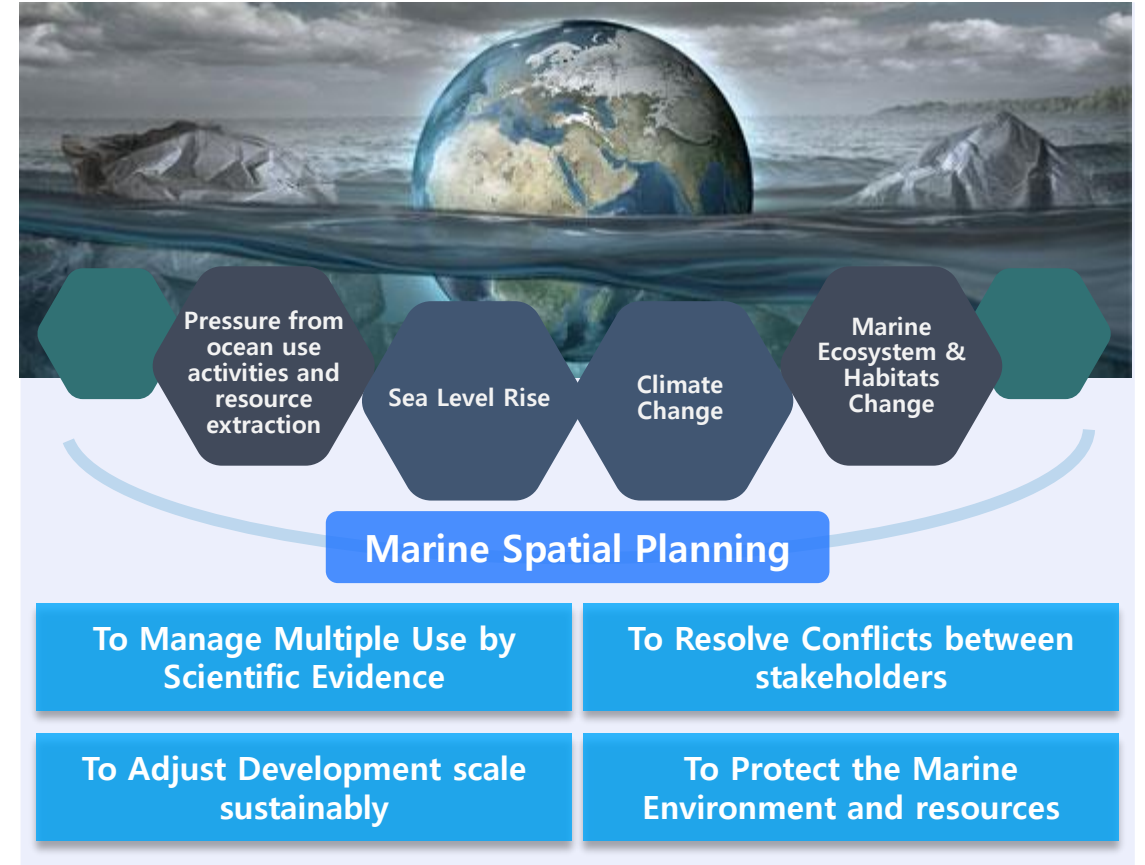 Pressure from
ocean use
activities and
resource
extraction
Sea Level Rise
Climate
Change
Marine
Ecosystem &
Habitats
Change
Marine Spatial Planning
To Manage Multiple Use by
Scientific Evidence
To Resolve Conflicts between
stakeholders
To Adjust Development scale
sustainably
To Protect the Marine
Environment and resources